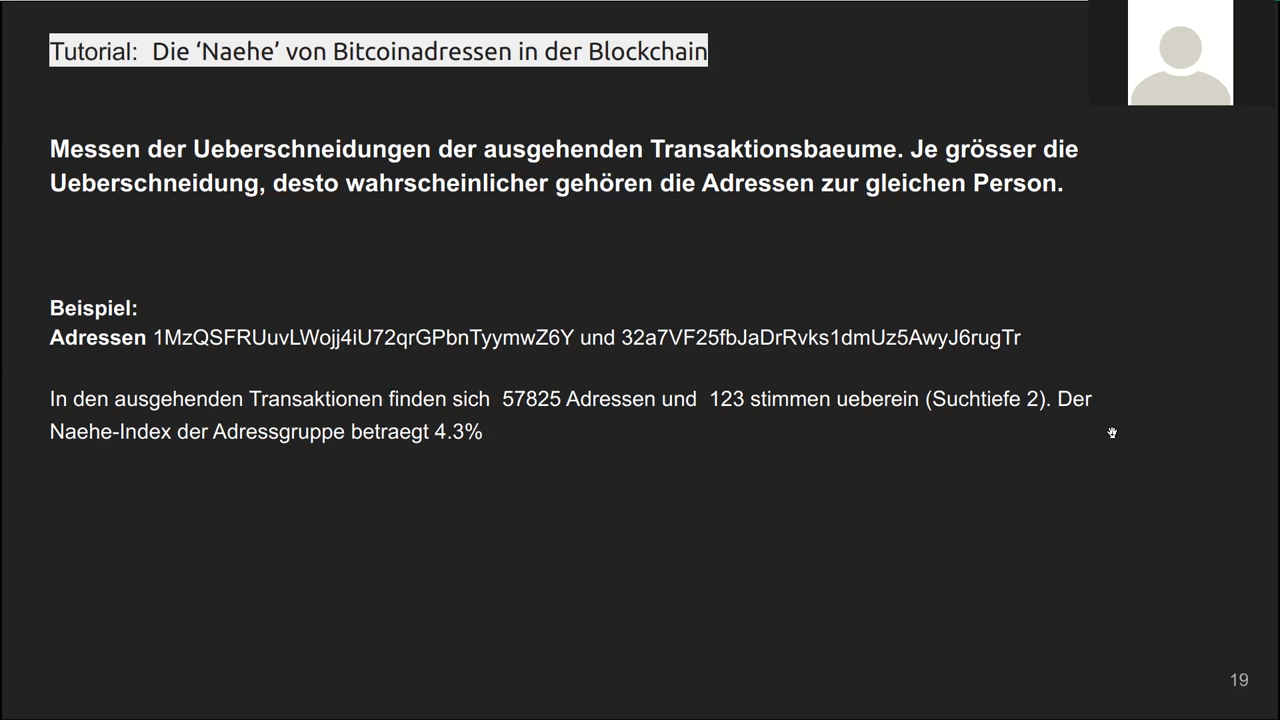 Tutorial: Die ‘Naehe’ von Bitcoinadressen in der Blockchain
Messen der Ueberschneidungen der ausgehenden Transaktionsbaeume. Je grösser die
Ueberschneidung, desto wahrscheinlicher gehören die Adressen zur gleichen Person.
Beispiel:
Adressen 1MzQSFRUuvLWojj4iU72qrGPbnTyymwZ6Y und 32a7VF25fbJaDrRvks1dmUz5AwyJ6rugTr
In den ausgehenden Transaktionen finden sich 57825 Adressen und 123 stimmen ueberein (Suchtiefe 2). Der
Naehe-Index der Adressgruppe betraegt 4.3%
19